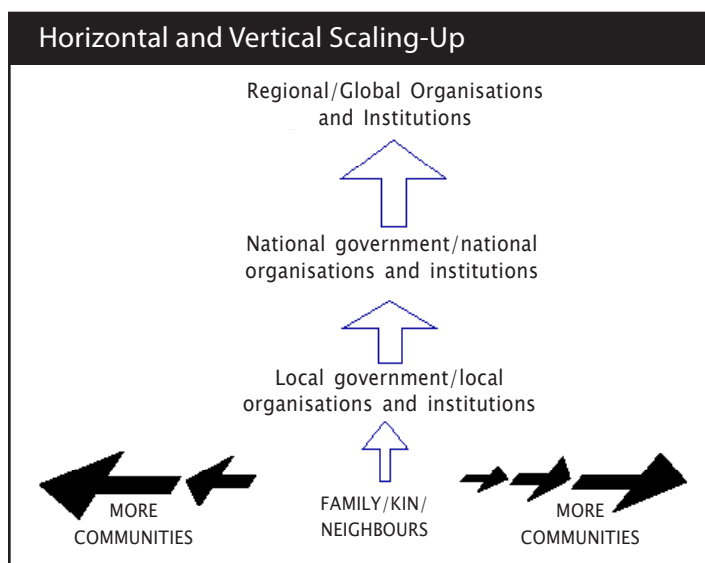 Horizontal and Vertical Scaling-Up
Regional/Global Organisations
and Institutions
National government/national
organisations and institutions
Local government/local
organisations and institutions
MORE
COMMUNITIES
FAMILY/KIN/
NEIGHBOURS
MORE
COMMUNITIES